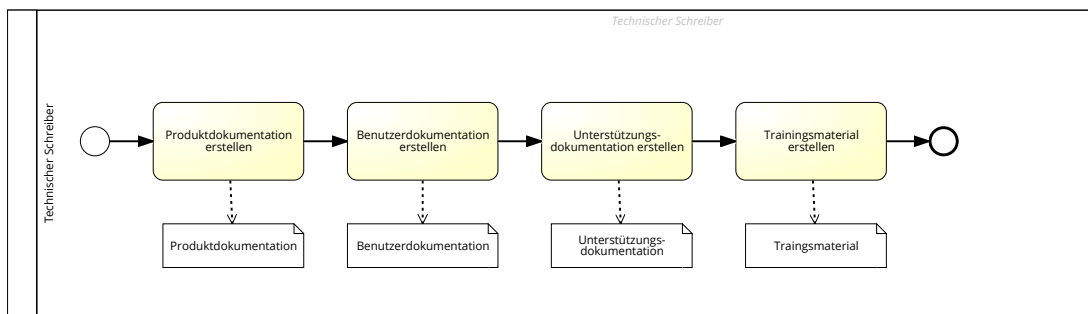 Technischer Schreiber
Technischer Schreiber
Produktdokumentation
erstellen
Benutzerdokumentation
erstellen
Unterstützungs-
dokumentation erstellen
Trainingsmaterial
erstellen
Produktdokumentation
Benutzerdokumentation
Unterstützungs-
dokumentation
Traingsmaterial